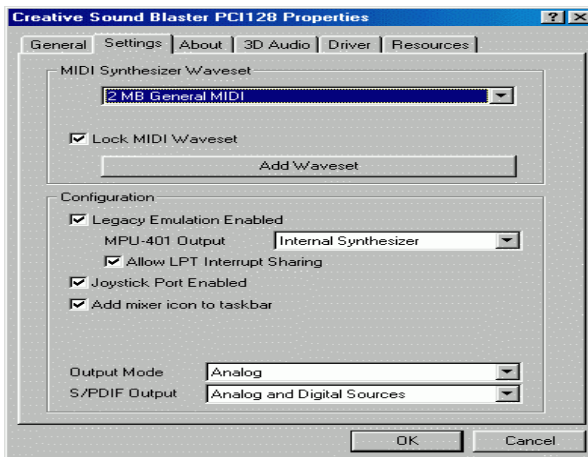 Creative Sound Blaster PCI128 Properties
General Settings About 3D Audio Driver Resources
MIDI Synthesizer Waveset
2 MB General MIDI
Lock MIDI Waveset
Add Waveset
Configuration
Legacy Emulation Enabled
MPU-401 Output Internal Synthesizer
Allow LPT Interrupt Sharing
Joystick Port Enabled
Add mixer icon to taskbar
Output Mode Analog
S/PDIF Output Analog and Digital Sources
OK Cancel